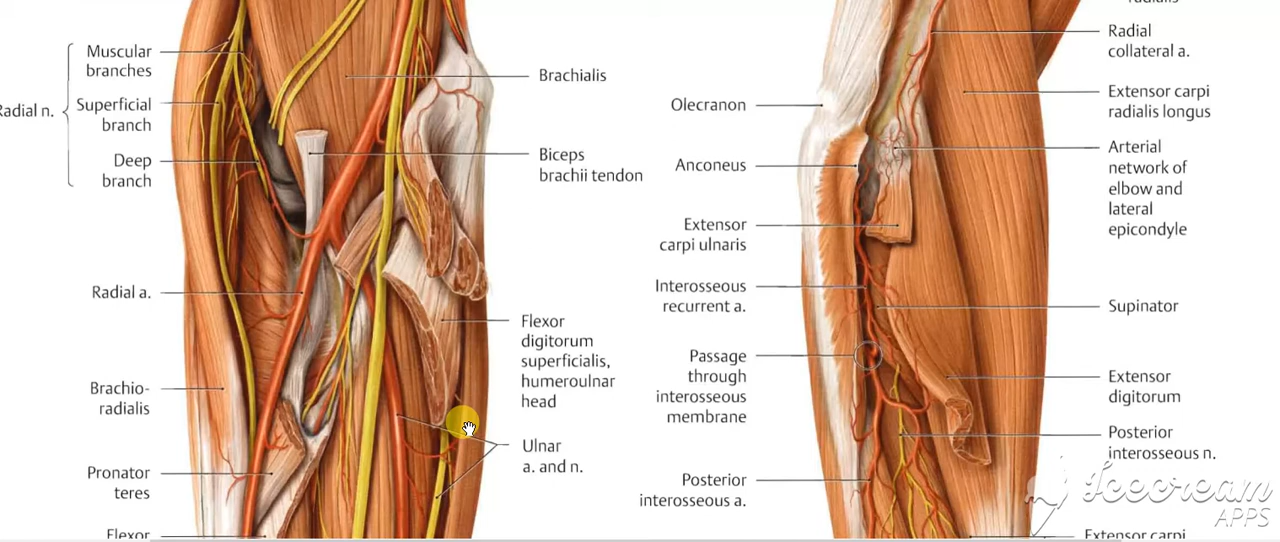 Muscular
branches
Radial n.
Superficial
branch
Deep
branch
Radial a.
Brachio-
radialis
Pronator
teres
Flexor
Brachialis
Biceps
brachii tendon
Flexor
digitorum
superficialis,
humeroulnar
head
Ulnar
a. and n.
Olecranon
Anconeus
Extensor
carpi ulnaris
Interosseous
recurrent a.
Passage
through
interosseous
membrane
Posterior
interosseous a.
radialis
Radial
collateral a.
Extensor carpi
radialis longus
Arterial
network of
elbow and
lateral
epicondyle
Supinator
Extensor
digitorum
Posterior
interosseous n.
Extensor carpi
Icecream
APPS